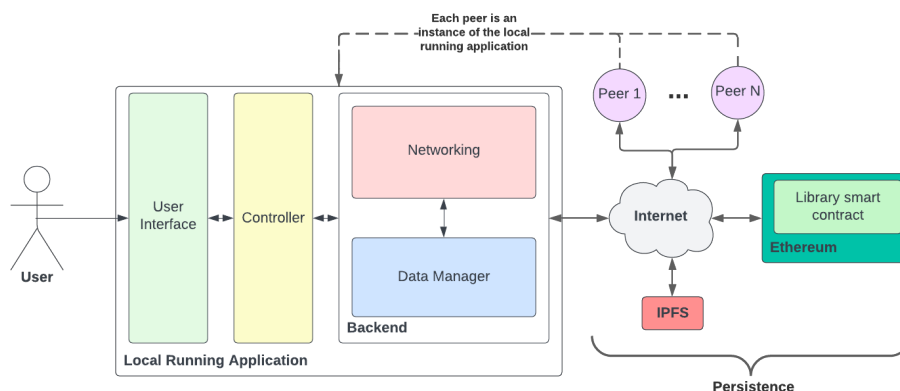 Each peer is an
instance of the local
running application
Peer 1
...
Peer N
Networking
User
Interface
Controller
Internet
Library smart
contract
Ethereum
Data Manager
User
IPFS
Backend
Local Running Application
Persistence